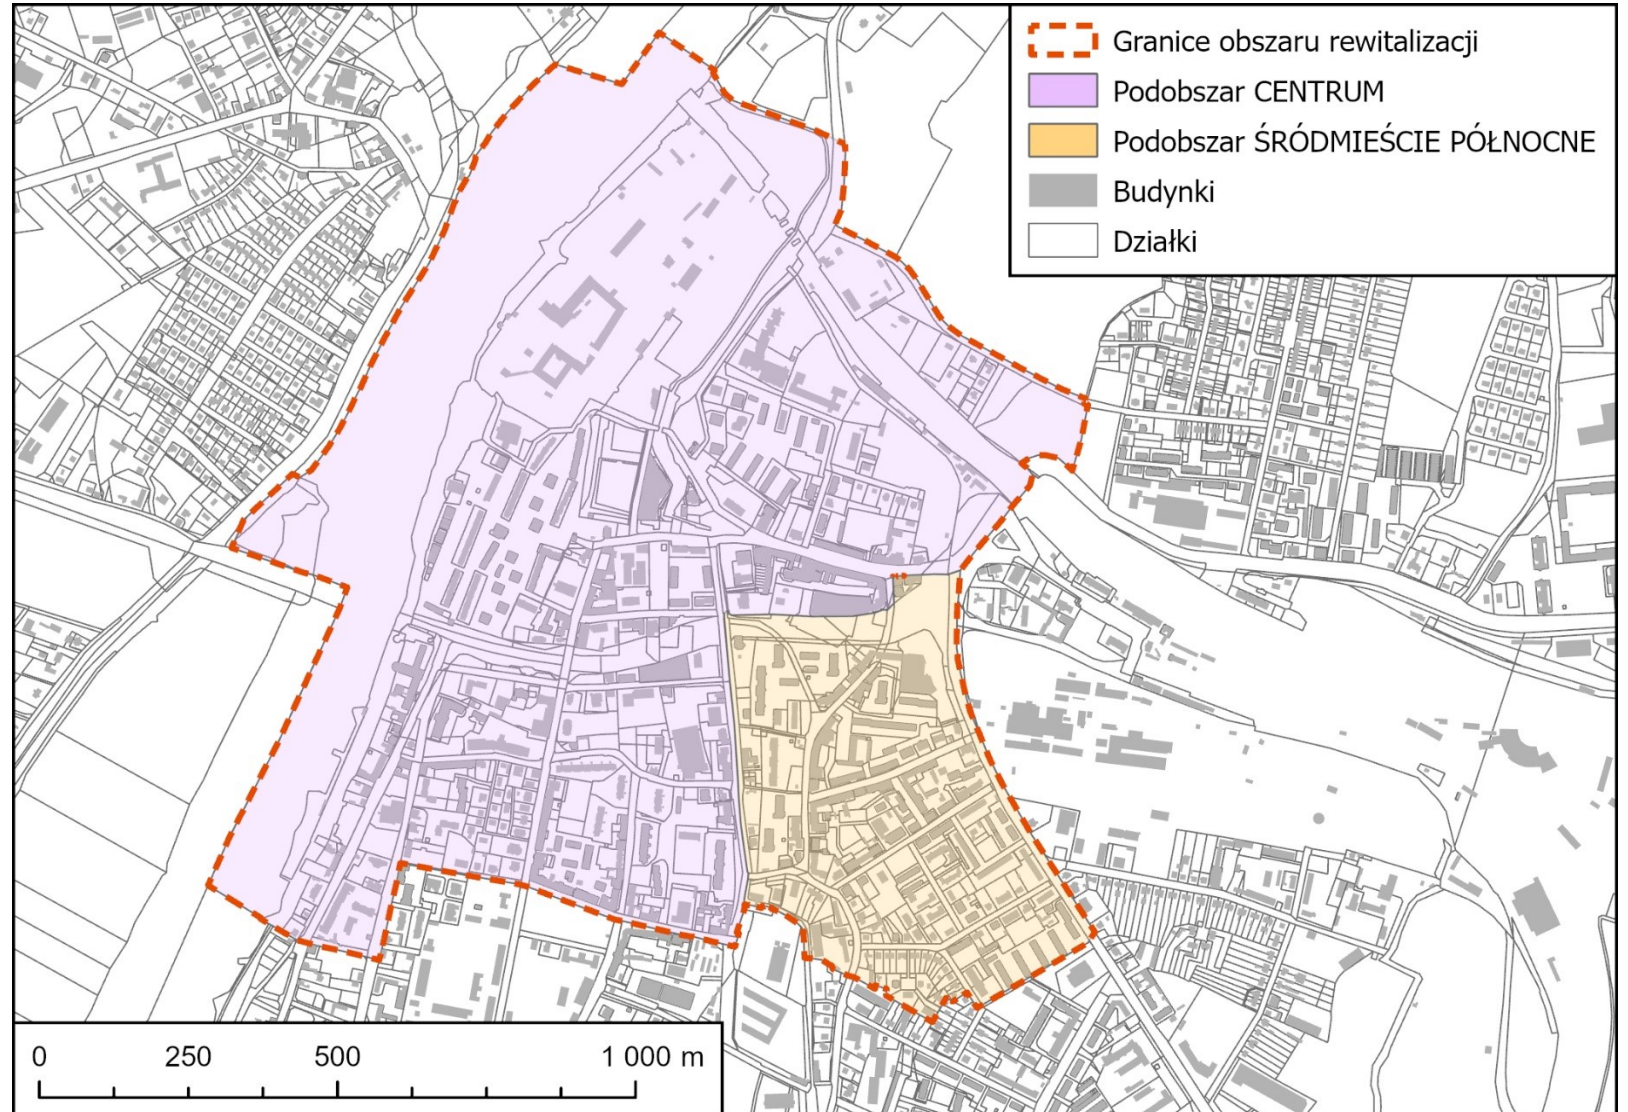 Granice obszaru rewitalizacji
Podobszar CENTRUM
Podobszar ŚRÓDMIEŚCIE PÓŁNOCNE
Budynki
Działki
0 250 500 1 000 m